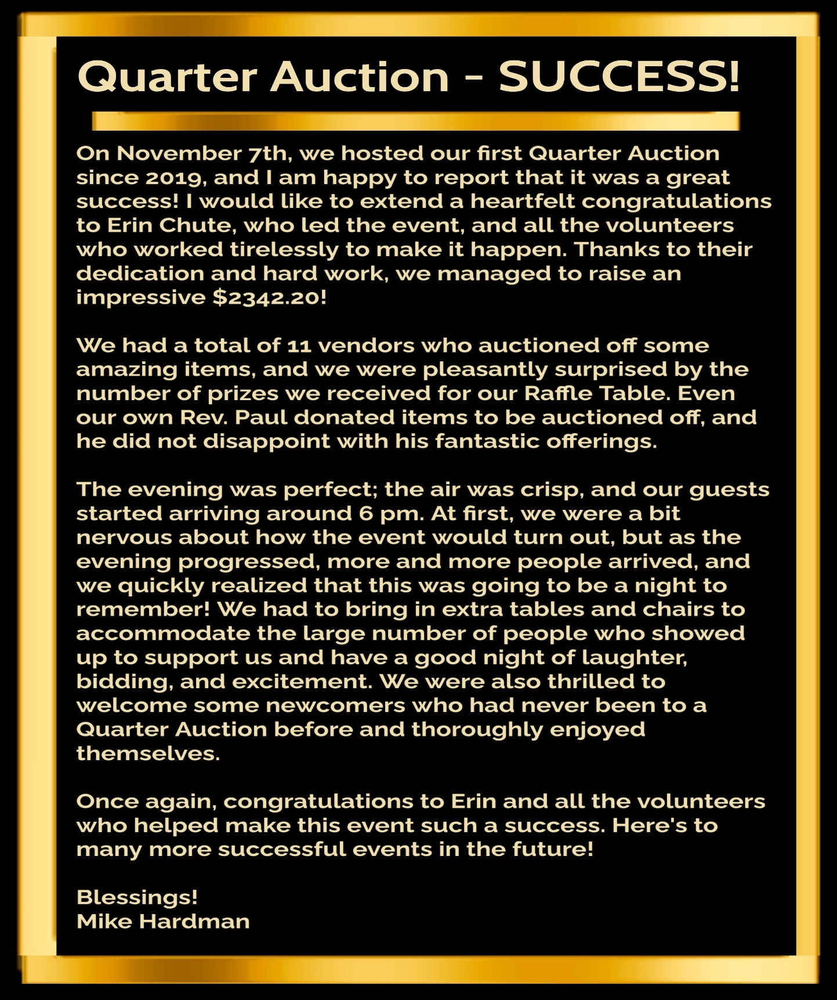 Quarter Auction - SUCCESS!
On November 7th, we hosted our first Quarter Auction
since 2019, and I am happy to report that it was a great
success! I would like to extend a heartfelt congratulations
to Erin Chute, who led the event, and all the volunteers
who worked tirelessly to make it happen. Thanks to their
dedication and hard work, we managed to raise an
impressive $2342.20!
We had a total of 11 vendors who auctioned off some
amazing items, and we were pleasantly surprised by the
number of prizes we received for our Raffle Table. Even
our own Rev. Paul donated items to be auctioned off, and
he did not disappoint with his fantastic offerings.
The evening was perfect; the air was crisp, and our guests
started arriving around 6 pm. At first, we were a bit
nervous about how the event would turn out, but as the
evening progressed, more and more people arrived, and
we quickly realized that this was going to be a night to
remember! We had to bring in extra tables and chairs to
accommodate the large number of people who showed
up to support us and have a good night of laughter,
bidding, and excitement. We were also thrilled to
welcome some newcomers who had never been to a
Quarter Auction before and thoroughly enjoyed
themselves.
Once again, congratulations to Erin and all the volunteers
who helped make this event such a success. Here's to
many more successful events in the future!
Blessings!
Mike Hardman